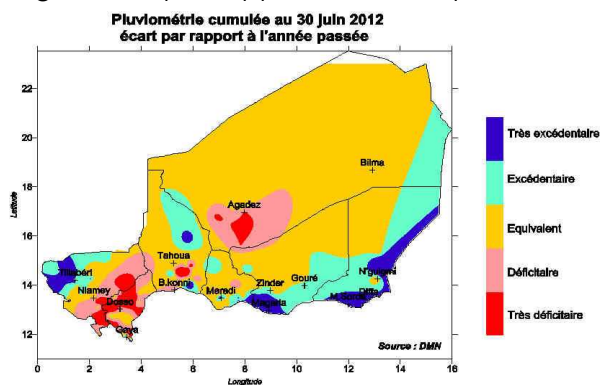 Pluviométrie cumulée au 30 juin 2012
écart par rapport à l'année passée
22
20
18
16
14
12
Latitude
Bilma
Agadez
Tahoua
Tillabéri
B.konni
Niamey
Dosso
Gaya
Maradi
Zinder
Gouré
Magaria
N'guigmi
Diffa
0 2 4 6 8 10 12 14 16
Longitude
Source : DMN
Très excédentaire
Excédentaire
Equivalent
Déficitaire
Très déficitaire